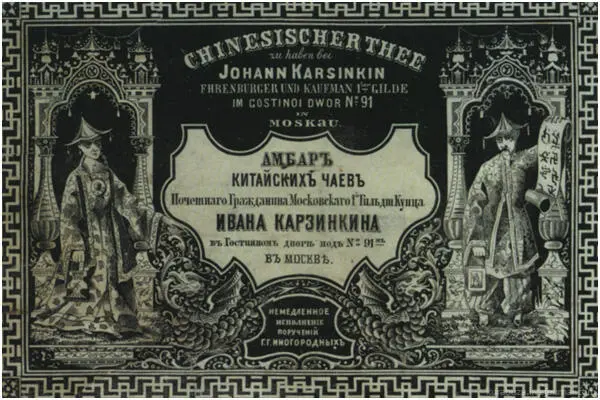 CHINESISCHER THEE
zu haben bei
JOHANN KARSINKIN
EHRENBURGER UND KAUFMAN 1ter GILDE
IM GOSTINOI DWOR No 91
IN
MOSKAU.
АМБАРЪ
КИТАЙСКИХЪ ЧАЕВЪ
Почетнаго Гражданина Московскаго 1й Гильдіи Купца
ИВАНА КАРЗИНКИНА
въ Гостинномъ дворѣ подъ № 91мъ
ВЪ МОСКВѢ.
НЕМЕДЛЕННОЕ
ИСПОЛНЕНІЕ
ПОРУЧЕНІЙ
Г.Г. ИНОГОРОДНЫХЪ